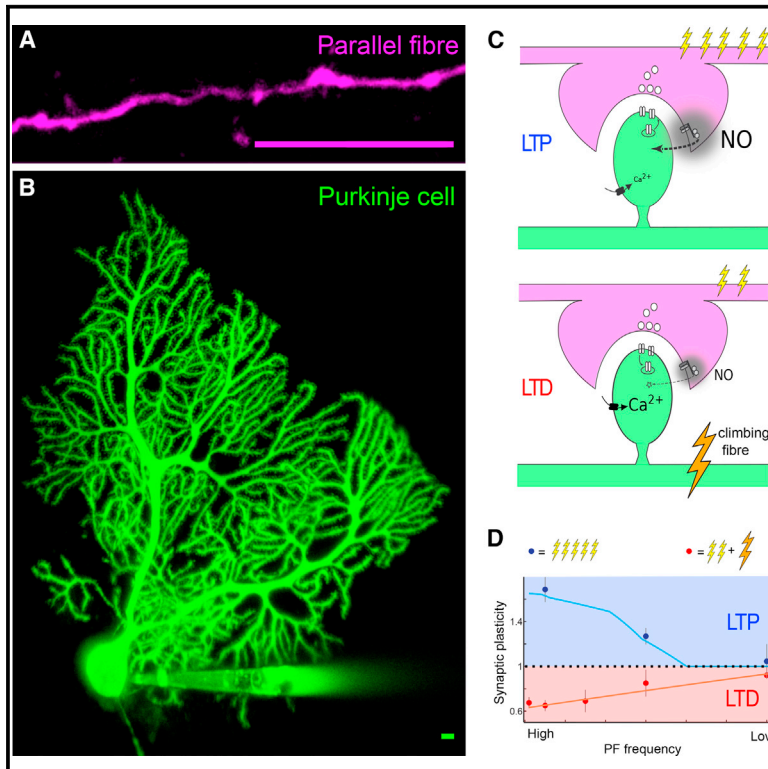 A
Parallel fibre
B
Purkinje cell
C
LTP
NO
Ca2+
LTD
NO
Ca2+
climbing
fibre
D
= 
= +
Synaptic plasticity
1.4
1
0.6
LTP
LTD
High
Low
PF frequency